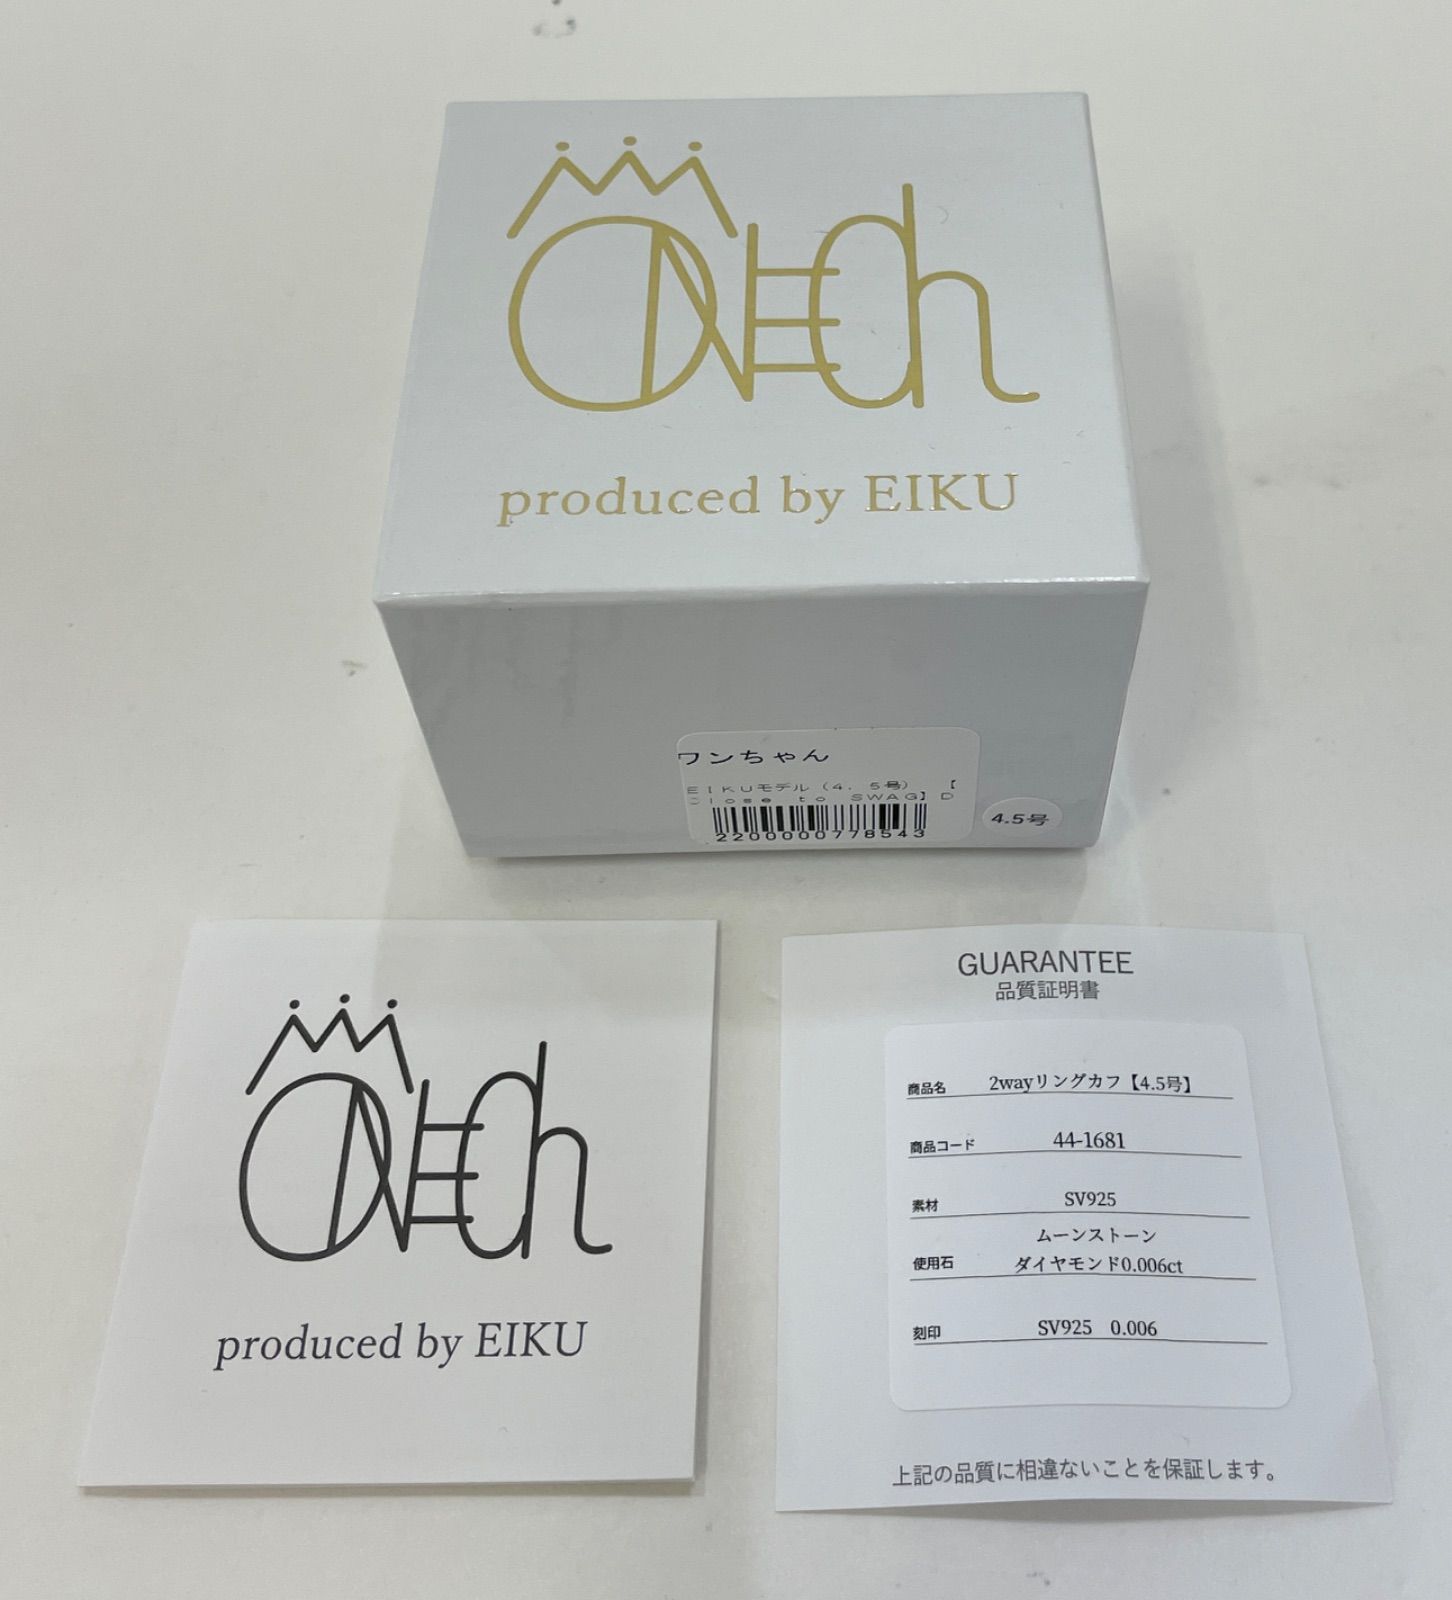 ONECh
produced by EIKU
ワンちゃん
EIKUモデル（4．5号） 【
Close to SWAG】D
2200000778543
4.5号
ONECh
produced by EIKU
GUARANTEE
品質証明書
商品名 2wayリングカフ【4.5号】
商品コード 44-1681
素材 SV925
ムーンストーン
使用石 ダイヤモンド0.006ct
刻印 SV925 0.006
上記の品質に相違ないことを保証します。